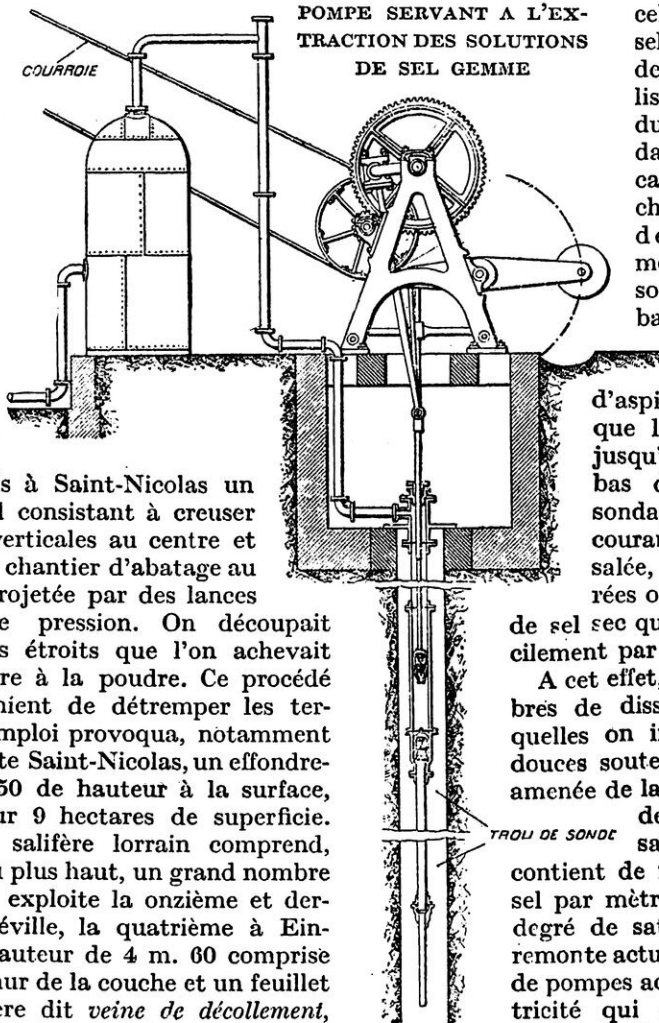 POMPE SERVANT A L'EX-
TRACTION DES SOLUTIONS
DE SEL GEMME
COURROIE
s à Saint-Nicolas un
consistant à creuser
verticales au centre et
chantier d'abatage au
rojetée par des lances
pression. On découpait
s étroits que l'on achevait
re à la poudre. Ce procédé
nient de détremper les ter-
mploi provoqua, notamment
te Saint-Nicolas, un effondre-
50 de hauteur à la surface,
ur 9 hectares de superficie.
salifère lorrain comprend,
u plus haut, un grand nombre
exploite la onzième et der-
éville, la quatrième à Ein-
auteur de 4 m. 60 comprise
ur de la couche et un feuillet
ère dit veine de décollement,
TROU DE SONDE
cel
sel
de
lis
du
da
ca
ch
de
me
so
ba
d'aspi
que l
jusqu'
bas
sonda
couran
salée,
rées o
de sel sec qu
cilement par
A cet effet,
bres de diss
quelles on in
douces soute
amenée de la
de
sa
contient de
sel par mètr
degré de sat
remonte actu
de pompes ac
tricité qui